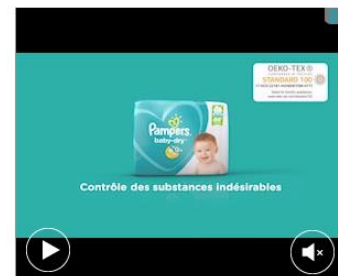 OEKO-TEX®
STANDARD 100
Pampers
baby-dry
Contrôle des substances indésirables